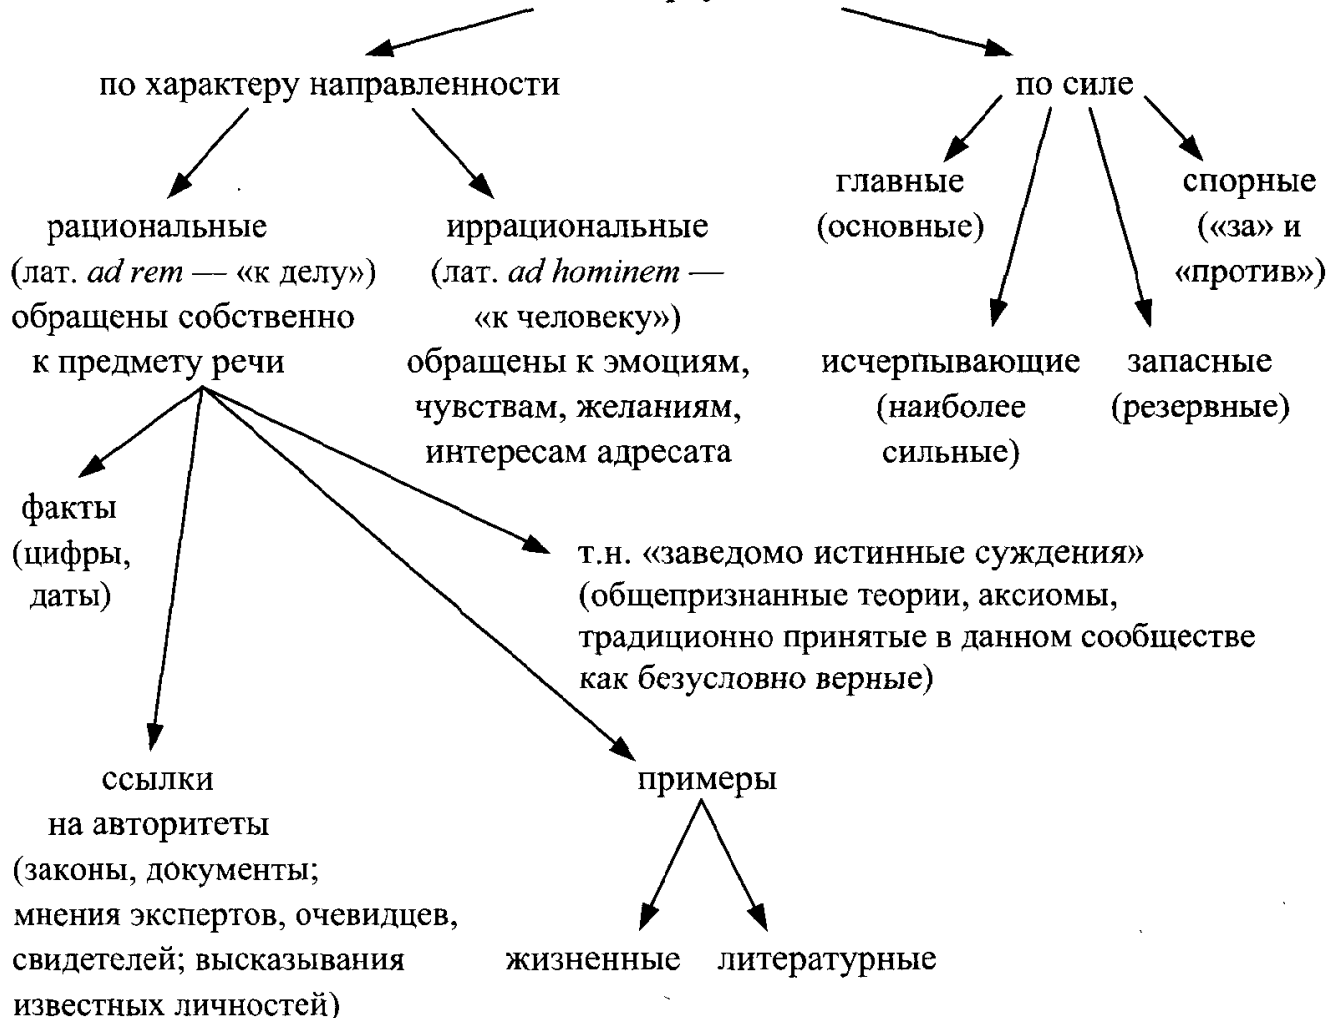 по характеру направленности
по силе
рациональные
(лат. ad rem — «к делу»)
обращены собственно
к предмету речи
иррациональные
(лат. ad hominem —
«к человеку»)
обращены к эмоциям,
чувствам, желаниям,
интересам адресата
главные
(основные)
исчерпывающие
(наиболее
сильные)
запасные
(резервные)
спорные
(«за» и
«против»)
факты
(цифры,
даты)
т.н. «заведомо истинные суждения»
(общепризнанные теории, аксиомы,
традиционно принятые в данном сообществе
как безусловно верные)
ссылки
на авторитеты
(законы, документы;
мнения экспертов, очевидцев,
свидетелей; высказывания
известных личностей)
примеры
жизненные
литературные